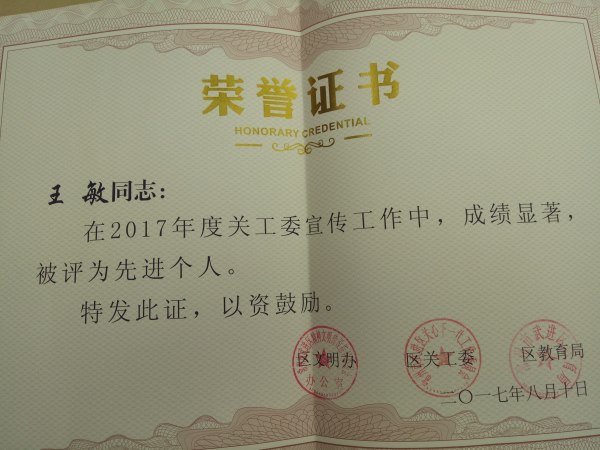 荣誉证书
HONORARY CREDENTIAL
王 敏同志：
在2017年度关工委宣传工作中，成绩显著，
被评为先进个人。
特发此证，以资鼓励。
区文明办 区关工委 区教育局
办公室
二〇一七年八月十日